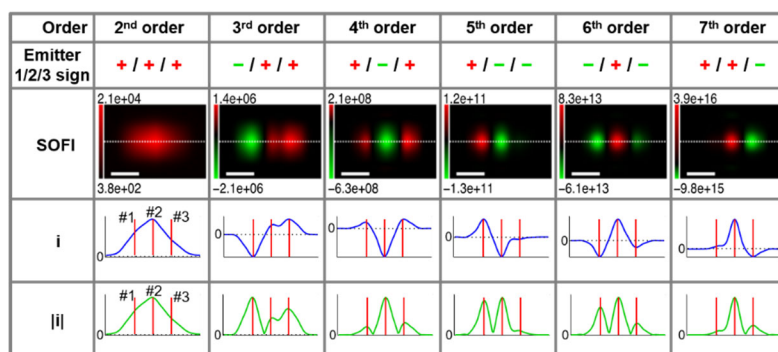 Order 2nd order 3rd order 4th order 5th order 6th order 7th order
Emitter 1/2/3 sign + / + / + − / + / + + / − / + + / − / − − / + / − + / + / −
2.1e+04 1.4e+06 2.1e+08 1.2e+11 8.3e+13 3.9e+16
SOFI
3.8e+02 −2.1e+06 −6.3e+08 −1.3e+11 −6.1e+13 −9.8e+15
#1 #2 #3
i 0 0 0 0 0 0
#1 #2 #3
|i| 0 0 0 0 0 0